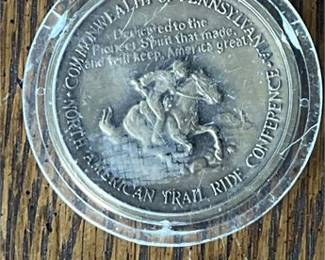 COMMONWEALTH OF PENNSYLVANIA
Dedicated to the
Pioneer Spirit that made,
and will keep, America great!
NORTH AMERICAN TRAIL RIDE CONFERENCE